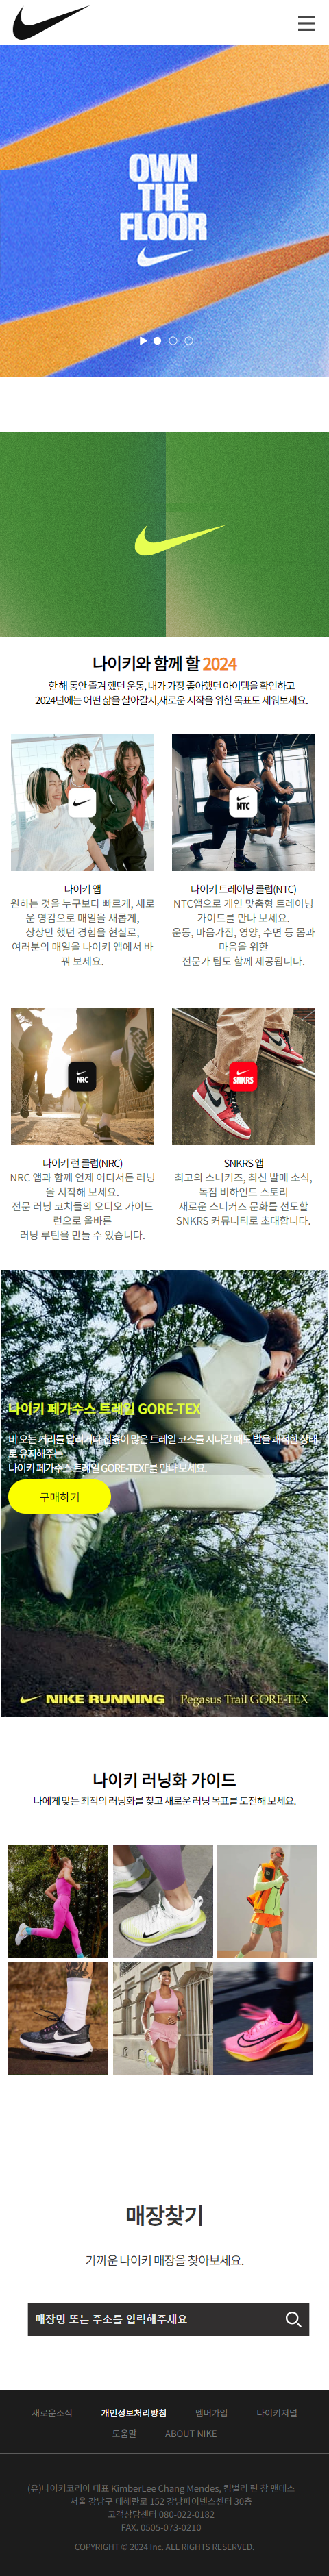 OWN
THE
FLOOR
나이키와 함께 할 2024
한 해 동안 즐겨 했던 운동, 내가 가장 좋아했던 아이템을 확인하고
2024년에는 어떤 삶을 살아갈지,새로운 시작을 위한 목표도 세워보세요.
NTC
나이키 앱
원하는 것을 누구보다 빠르게, 새로
운 영감으로 매일을 새롭게,
상상만 했던 경험을 현실로,
여러분의 매일을 나이키 앱에서 바
꿔 보세요.
나이키 트레이닝 클럽(NTC)
NTC앱으로 개인 맞춤형 트레이닝
가이드를 만나 보세요.
운동, 마음가짐, 영양, 수면 등 몸과
마음을 위한
전문가 팁도 함께 제공됩니다.
NRC
SNKRS
나이키 런 클럽(NRC)
NRC 앱과 함께 언제 어디서든 러닝
을 시작해 보세요.
전문 러닝 코치들의 오디오 가이드
런으로 올바른
러닝 루틴을 만들 수 있습니다.
SNKRS 앱
최고의 스니커즈, 최신 발매 소식,
독점 비하인드 스토리
새로운 스니커즈 문화를 선도할
SNKRS 커뮤니티로 초대합니다.
나이키 페가수스 트레일 GORE-TEX
비 오는 거리를 달리거나 진흙이 많은 트레일 코스를 지나갈 때도 발을 쾌적한 상태
로 유지해주는
나이키 페가수스 트레일 GORE-TEXF를 만나 보세요.
구매하기
NIKE RUNNING | Pegasus Trail GORE-TEX
나이키 러닝화 가이드
나에게 맞는 최적의 러닝화를 찾고 새로운 러닝 목표를 도전해 보세요.
매장찾기
가까운 나이키 매장을 찾아보세요.
매장명 또는 주소를 입력해주세요
새로운소식 개인정보처리방침 멤버가입 나이키저널
도움말 ABOUT NIKE
(유)나이키코리아 대표 KimberLee Chang Mendes, 킴벌리 린 창 맨데스
서울 강남구 테헤란로 152 강남파이낸스센터 30층
고객상담센터 080-022-0182
FAX. 0505-073-0210
COPYRIGHT © 2024 Inc. ALL RIGHTS RESERVED.